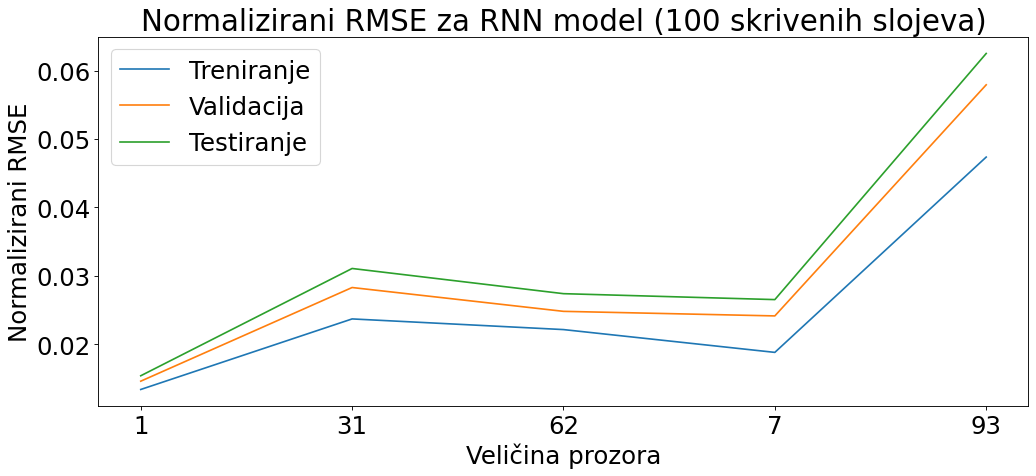 Normalizirani RMSE za RNN model (100 skrivenih slojeva)
Treniranje
Validacija
Testiranje
Normalizirani RMSE
0.06
0.05
0.04
0.03
0.02
1 31 62 7 93
Veličina prozora